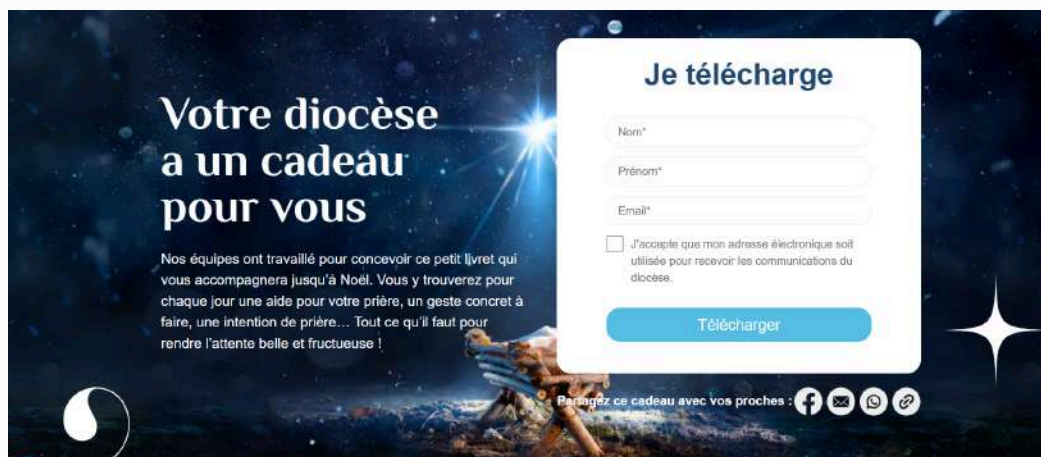 Votre diocèse
a un cadeau
pour vous
Nos équipes ont travaillé pour concevoir ce petit livret qui
vous accompagnera jusqu'à Noël. Vous y trouverez pour
chaque jour une aide pour votre prière, un geste concret à
faire, une intention de prière… Tout ce qu'il faut pour
rendre l'attente belle et fructueuse !
Je télécharge
Nom*
Prénom*
Email*
J'accepte que mon adresse électronique soit
utilisée pour recevoir les communications du
diocèse.
Télécharger
Partagez ce cadeau avec vos proches :